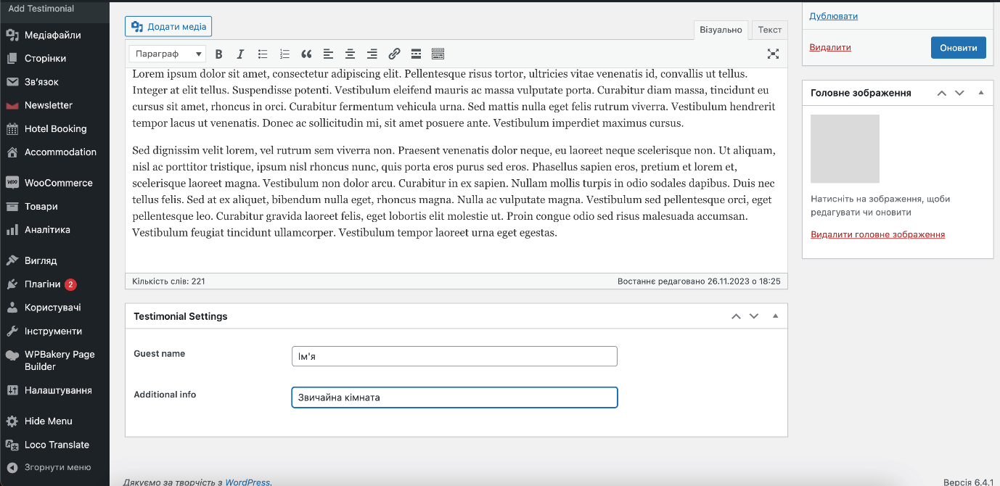 Add Testimonial
Медіафайли
Сторінки
Зв'язок
Newsletter
Hotel Booking
Accommodation
WooCommerce
Товари
Аналітика
Вигляд
Плагіни 2
Користувачі
Інструменти
WPBakery Page
Builder
Налаштування
Hide Menu
Loco Translate
Згорнути меню
Додати медіа
Візуально Текст
Параграф
Lorem ipsum dolor sit amet, consectetur adipiscing elit. Pellentesque risus tortor, ultricies vitae venenatis id, convallis ut tellus.
Integer at elit tellus. Suspendisse potenti. Vestibulum eleifend mauris ac massa vulputate porta. Curabitur diam massa, tincidunt eu
cursus sit amet, rhoncus in orci. Curabitur fermentum vehicula urna. Sed mattis nulla eget felis rutrum viverra. Vestibulum hendrerit
tempor lacus ut venenatis. Donec ac sollicitudin mi, sit amet posuere ante. Vestibulum imperdiet maximus cursus.
Sed dignissim velit lorem, vel rutrum sem viverra non. Praesent venenatis dolor neque, eu laoreet neque scelerisque non. Ut aliquam,
nisl ac porttitor tristique, ipsum nisl rhoncus nunc, quis porta eros purus sed eros. Phasellus sapien eros, pretium et lorem et,
scelerisque laoreet magna. Vestibulum non dolor arcu. Curabitur in ex sapien. Nullam mollis turpis in odio sodales dapibus. Duis nec
tellus felis. Sed at ex aliquet, bibendum nulla eget, rhoncus magna. Nulla ac vulputate magna. Vestibulum sed pellentesque orci, eget
pellentesque leo. Curabitur gravida laoreet felis, eget lobortis elit molestie ut. Proin congue odio sed risus malesuada accumsan.
Vestibulum feugiat tincidunt ullamcorper. Vestibulum tempor laoreet urna eget egestas.
Кількість слів: 221 Востаннє редаговано 26.11.2023 о 18:25
Testimonial Settings
Guest name Ім'я
Additional info Звичайна кімната
Дублювати
Видалити Оновити
Головне зображення
Натисніть на зображення, щоби
редагувати чи оновити
Видалити головне зображення
Дякуємо за творчість з WordPress.
Версія 6.4.1